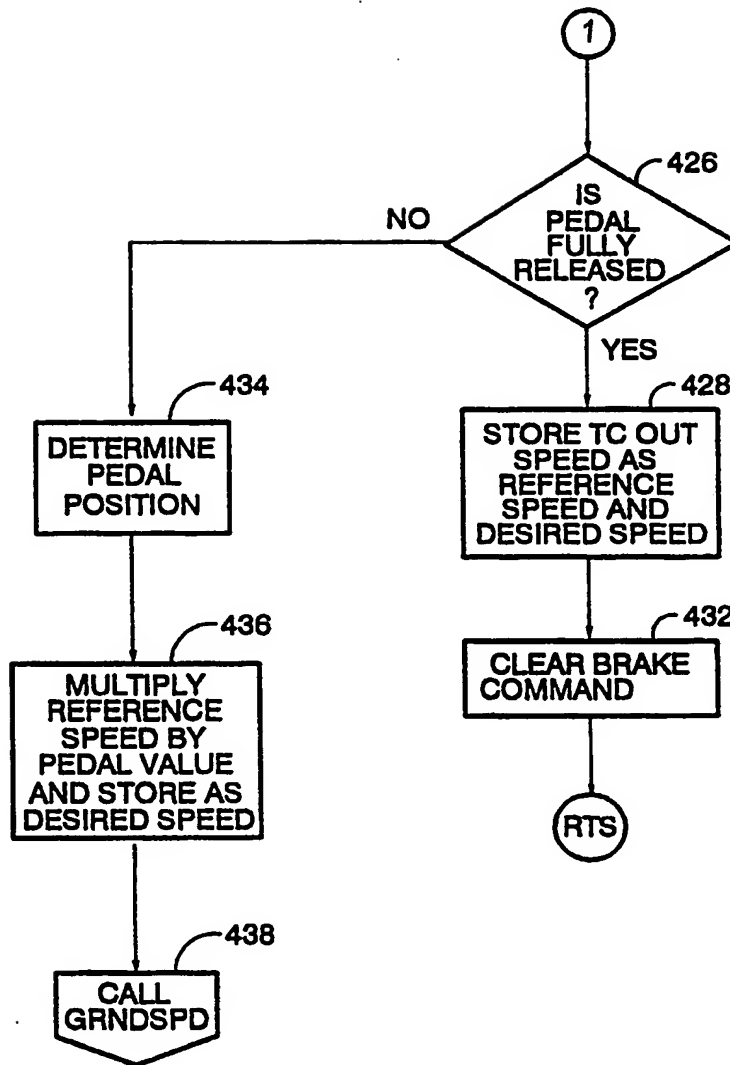 1
426
IS
PEDAL
FULLY
RELEASED
?
NO
YES
434
DETERMINE
PEDAL
POSITION
428
STORE TC OUT
SPEED AS
REFERENCE
SPEED AND
DESIRED SPEED
436
MULTIPLY
REFERENCE
SPEED BY
PEDAL VALUE
AND STORE AS
DESIRED SPEED
432
CLEAR BRAKE
COMMAND
RTS
438
CALL
GRNDSPD